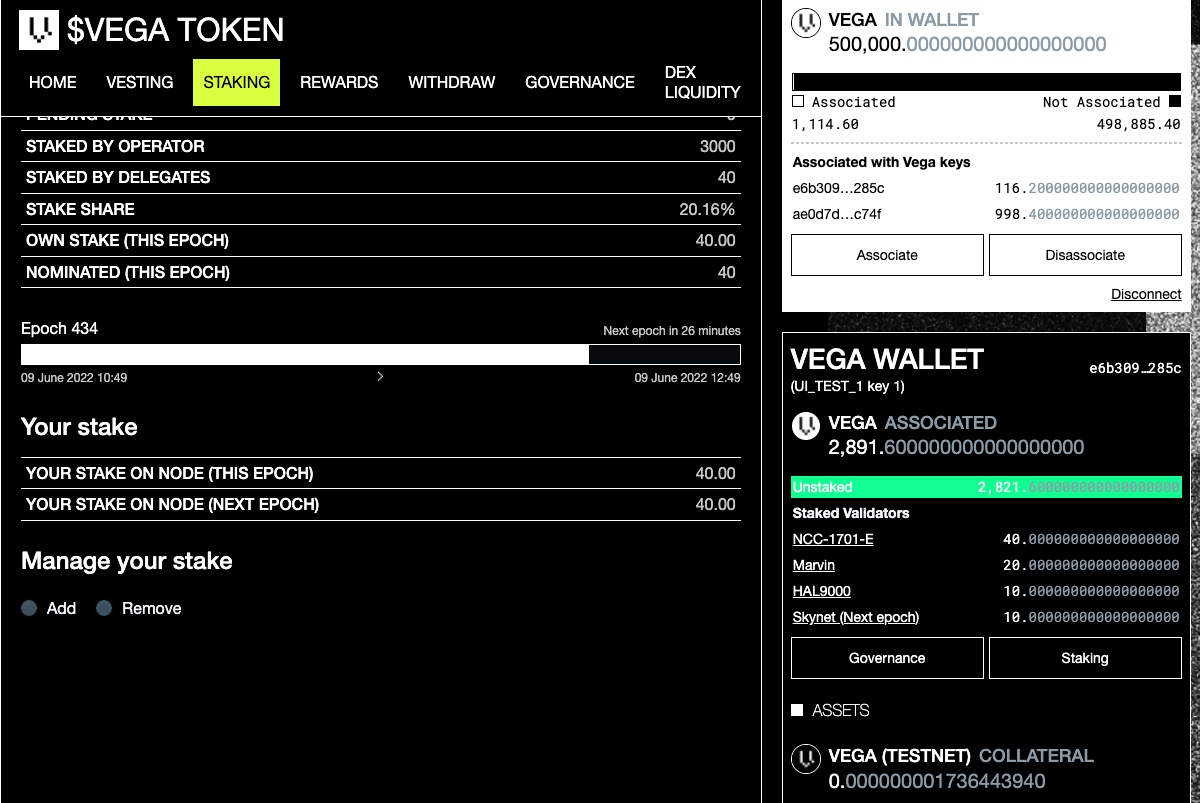 $VEGA TOKEN
HOME VESTING STAKING REWARDS WITHDRAW GOVERNANCE DEX LIQUIDITY
PENDING STAKE
STAKED BY OPERATOR 3000
STAKED BY DELEGATES 40
STAKE SHARE 20.16%
OWN STAKE (THIS EPOCH) 40.00
NOMINATED (THIS EPOCH) 40
Epoch 434 Next epoch in 26 minutes
09 June 2022 10:49 > 09 June 2022 12:49
Your stake
YOUR STAKE ON NODE (THIS EPOCH) 40.00
YOUR STAKE ON NODE (NEXT EPOCH) 40.00
Manage your stake
Add Remove
VEGA IN WALLET
500,000.000000000000000000
Associated Not Associated
1,114.60 498,885.40
Associated with Vega keys
e6b309…285c 116.200000000000000000
ae0d7d…c74f 998.400000000000000000
Associate Disassociate
Disconnect
VEGA WALLET e6b309…285c
(UI_TEST_1 key 1)
VEGA ASSOCIATED
2,891.600000000000000000
Unstaked 2,821.600000000000000000
Staked Validators
NCC-1701-E 40.000000000000000000
Marvin 20.000000000000000000
HAL9000 10.000000000000000000
Skynet (Next epoch) 10.000000000000000000
Governance Staking
ASSETS
VEGA (TESTNET) COLLATERAL
0.000000001736443940